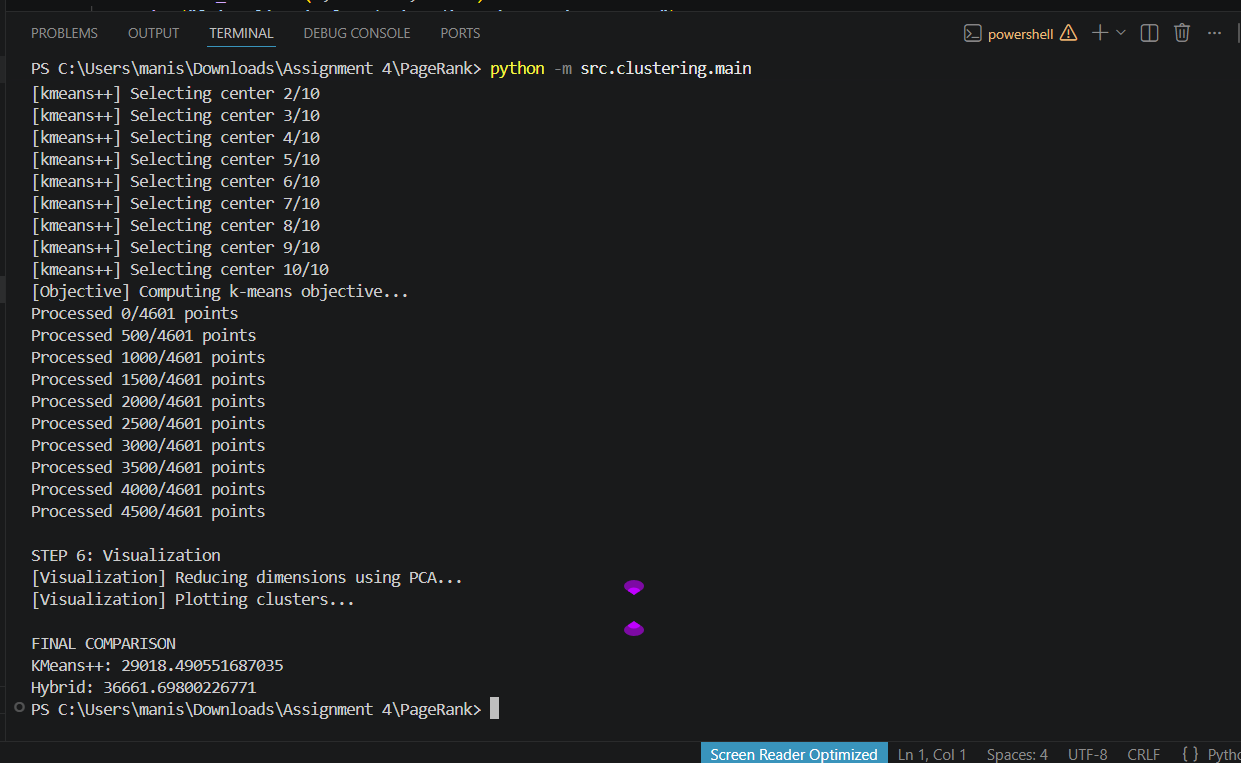 PROBLEMS OUTPUT TERMINAL DEBUG CONSOLE PORTS powershell
PS C:\Users\manis\Downloads\Assignment 4\PageRank> python -m src.clustering.main
[kmeans++] Selecting center 2/10
[kmeans++] Selecting center 3/10
[kmeans++] Selecting center 4/10
[kmeans++] Selecting center 5/10
[kmeans++] Selecting center 6/10
[kmeans++] Selecting center 7/10
[kmeans++] Selecting center 8/10
[kmeans++] Selecting center 9/10
[kmeans++] Selecting center 10/10
[Objective] Computing k-means objective...
Processed 0/4601 points
Processed 500/4601 points
Processed 1000/4601 points
Processed 1500/4601 points
Processed 2000/4601 points
Processed 2500/4601 points
Processed 3000/4601 points
Processed 3500/4601 points
Processed 4000/4601 points
Processed 4500/4601 points
STEP 6: Visualization
[Visualization] Reducing dimensions using PCA...
[Visualization] Plotting clusters...
FINAL COMPARISON
KMeans++: 29018.490551687035
Hybrid: 36661.69800226771
PS C:\Users\manis\Downloads\Assignment 4\PageRank>
Screen Reader Optimized Ln 1, Col 1 Spaces: 4 UTF-8 CRLF { } Pytho